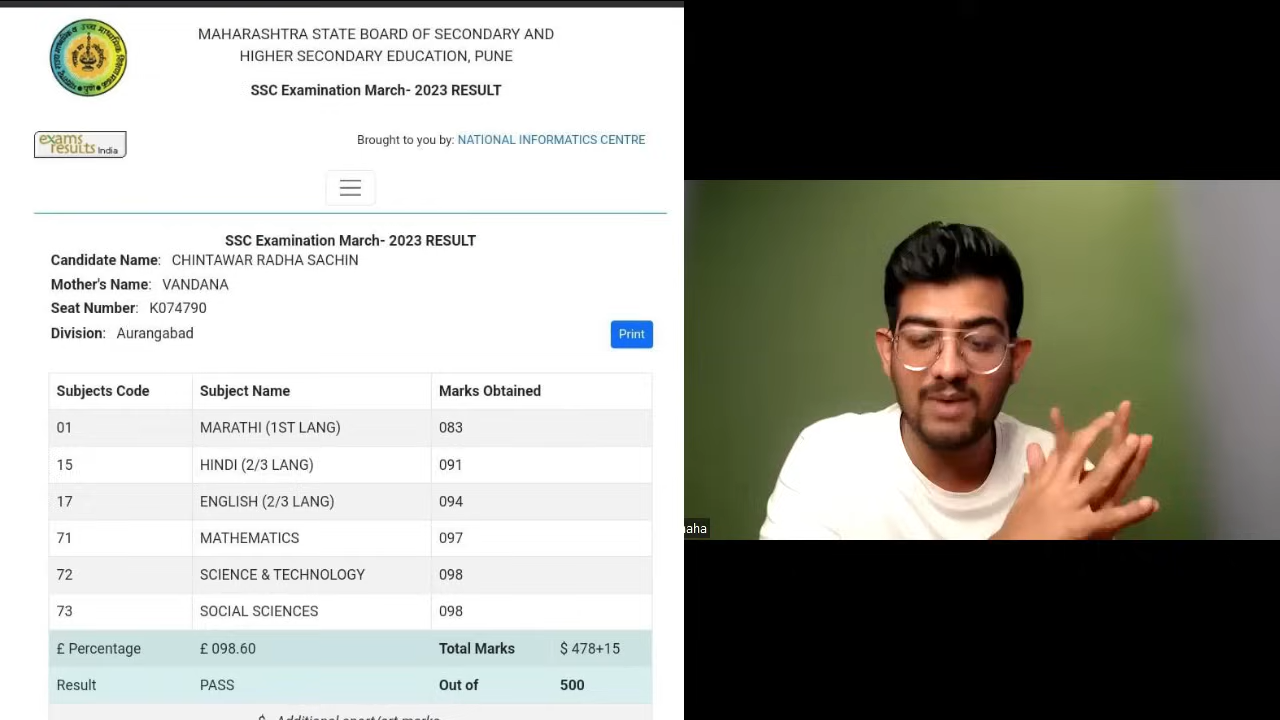 MAHARASHTRA STATE BOARD OF SECONDARY AND
HIGHER SECONDARY EDUCATION, PUNE
SSC Examination March- 2023 RESULT
exams
results India
Brought to you by: NATIONAL INFORMATICS CENTRE
SSC Examination March- 2023 RESULT
Candidate Name: CHINTAWAR RADHA SACHIN
Mother's Name: VANDANA
Seat Number: K074790
Division: Aurangabad
Print
Subjects Code Subject Name Marks Obtained
01 MARATHI (1ST LANG) 083
15 HINDI (2/3 LANG) 091
17 ENGLISH (2/3 LANG) 094
71 MATHEMATICS 097
72 SCIENCE & TECHNOLOGY 098
73 SOCIAL SCIENCES 098
£ Percentage £ 098.60 Total Marks $ 478+15
Result PASS Out of 500